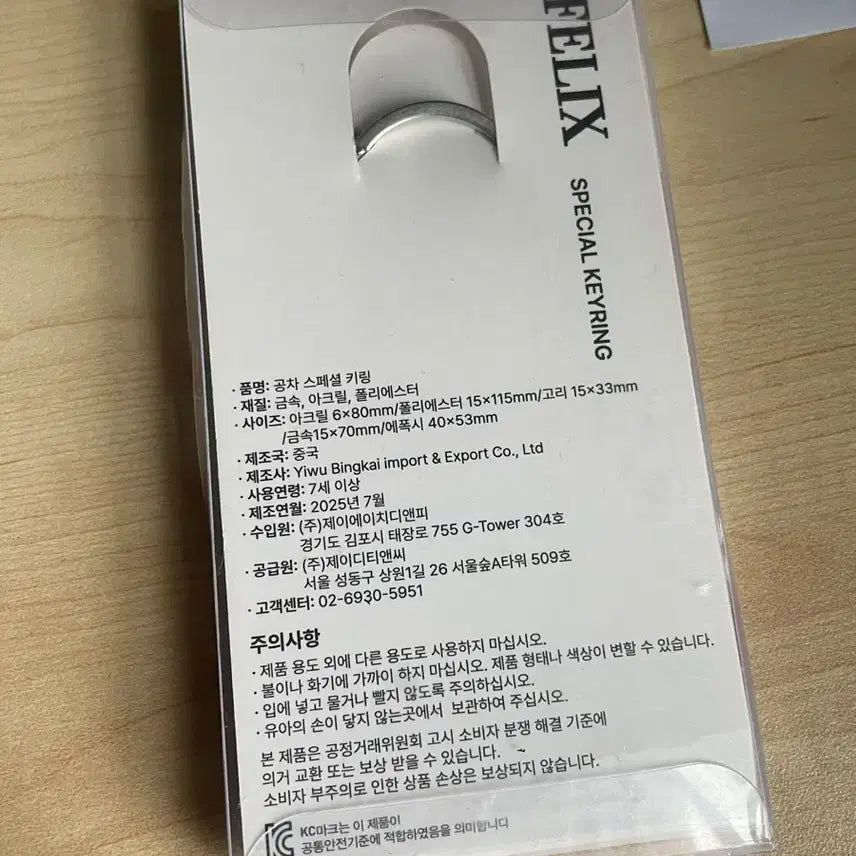 FELIX
SPECIAL KEYRING
· 품명: 공차 스페셜 키링
· 재질: 금속, 아크릴, 폴리에스터
· 사이즈: 아크릴 6×80mm/폴리에스터 15×115mm/고리 15×33mm
/금속15×70mm/에폭시 40×53mm
· 제조국: 중국
· 제조사: Yiwu Bingkai import & Export Co., Ltd
· 사용연령: 7세 이상
· 제조연월: 2025년 7월
· 수입원: (주)제이에이치디앤피
경기도 김포시 태장로 755 G-Tower 304호
· 공급원: (주)제이디티앤씨
서울 성동구 상원1길 26 서울숲A타워 509호
· 고객센터: 02-6930-5951
주의사항
· 제품 용도 외에 다른 용도로 사용하지 마십시오.
· 불이나 화기에 가까이 하지 마십시오. 제품 형태나 색상이 변할 수 있습니다.
· 입에 넣고 물거나 빨지 않도록 주의하십시오.
· 유아의 손이 닿지 않는곳에서 보관하여 주십시오.
본 제품은 공정거래위원회 고시 소비자 분쟁 해결 기준에
의거 교환 또는 보상 받을 수 있습니다.
소비자 부주의로 인한 상품 손상은 보상되지 않습니다.
KC마크는 이 제품이
공통안전기준에 적합하였음을 의미합니다